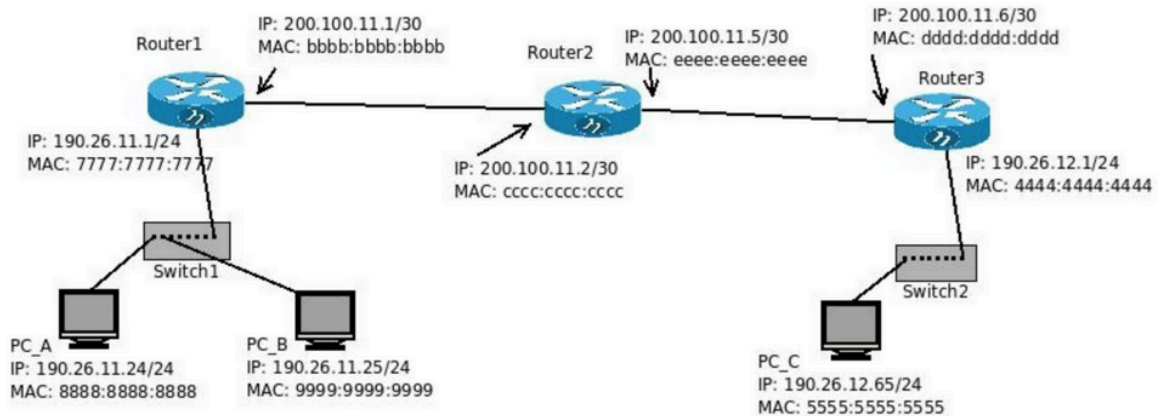 IP: 200.100.11.1/30
MAC: bbbb:bbbb:bbbb
Router1
IP: 190.26.11.1/24
MAC: 7777:7777:7777
Router2
IP: 200.100.11.5/30
MAC: eeee:eeee:eeee
IP: 200.100.11.2/30
MAC: cccc:cccc:cccc
IP: 200.100.11.6/30
MAC: dddd:dddd:dddd
Router3
IP: 190.26.12.1/24
MAC: 4444:4444:4444
Switch1
Switch2
PC_A
IP: 190.26.11.24/24
MAC: 8888:8888:8888
PC_B
IP: 190.26.11.25/24
MAC: 9999:9999:9999
PC_C
IP: 190.26.12.65/24
MAC: 5555:5555:5555